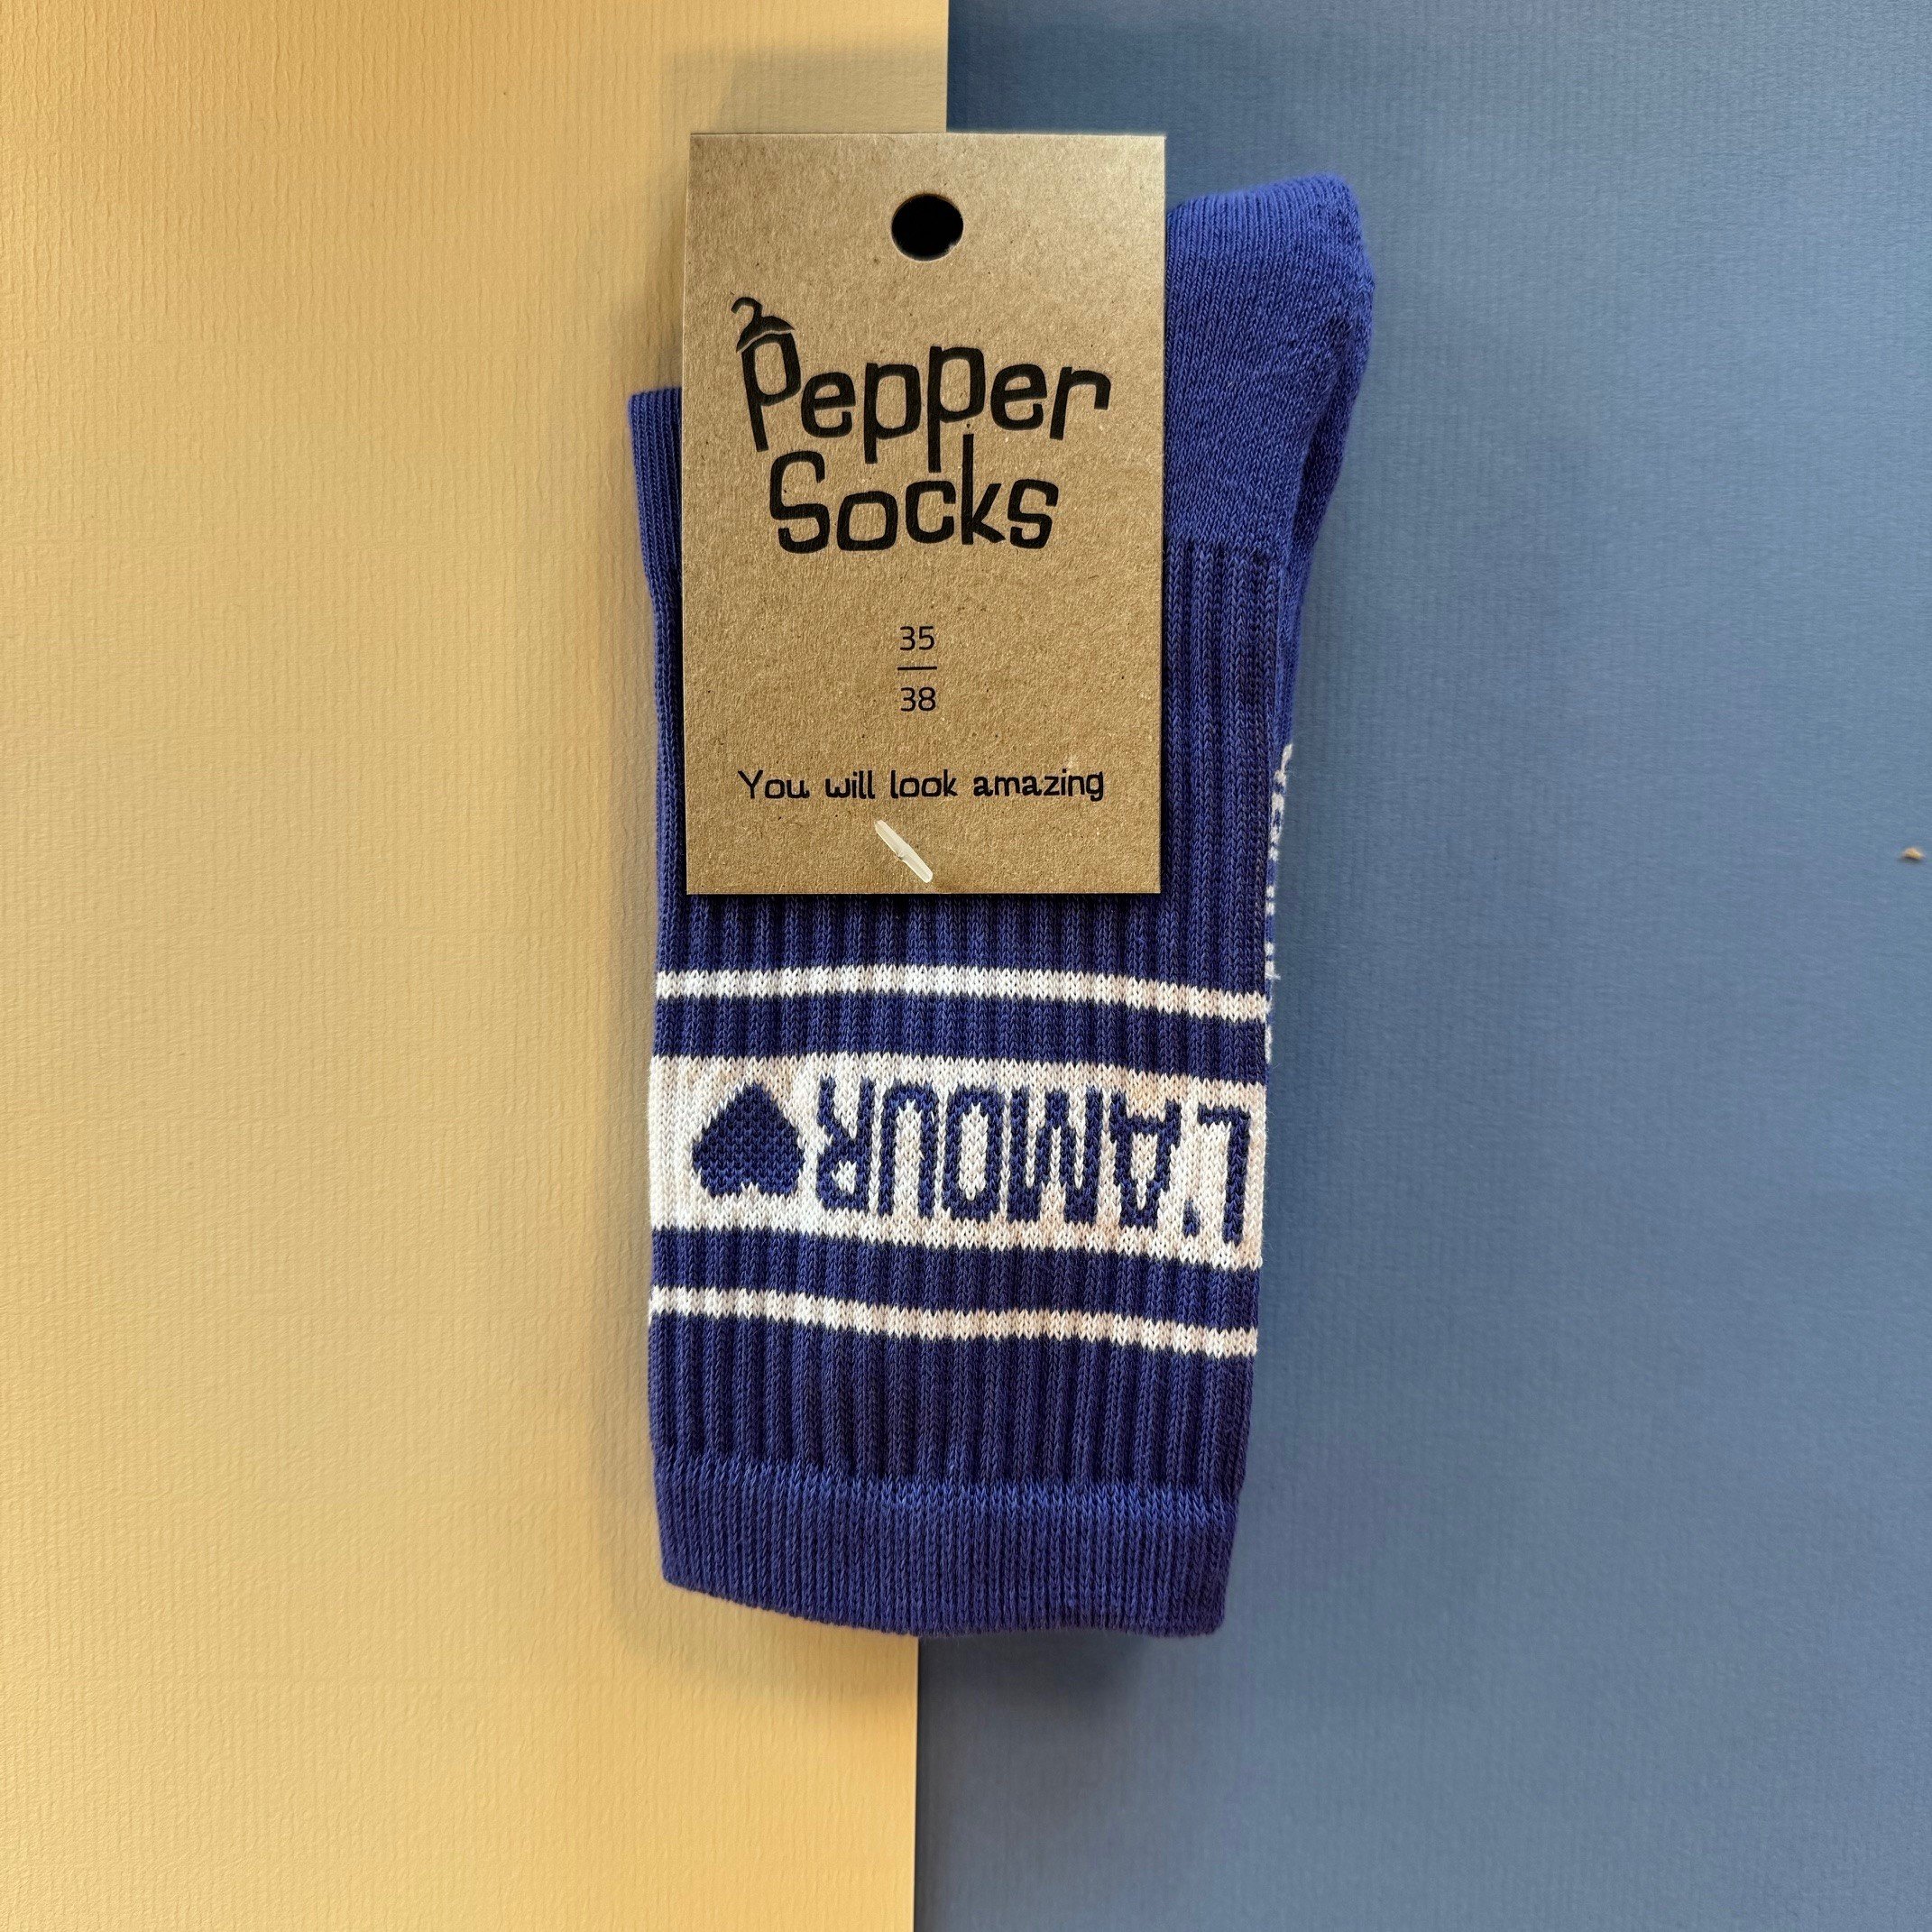 Pepper
Socks
35
38
You will look amazing
L'AMOUR